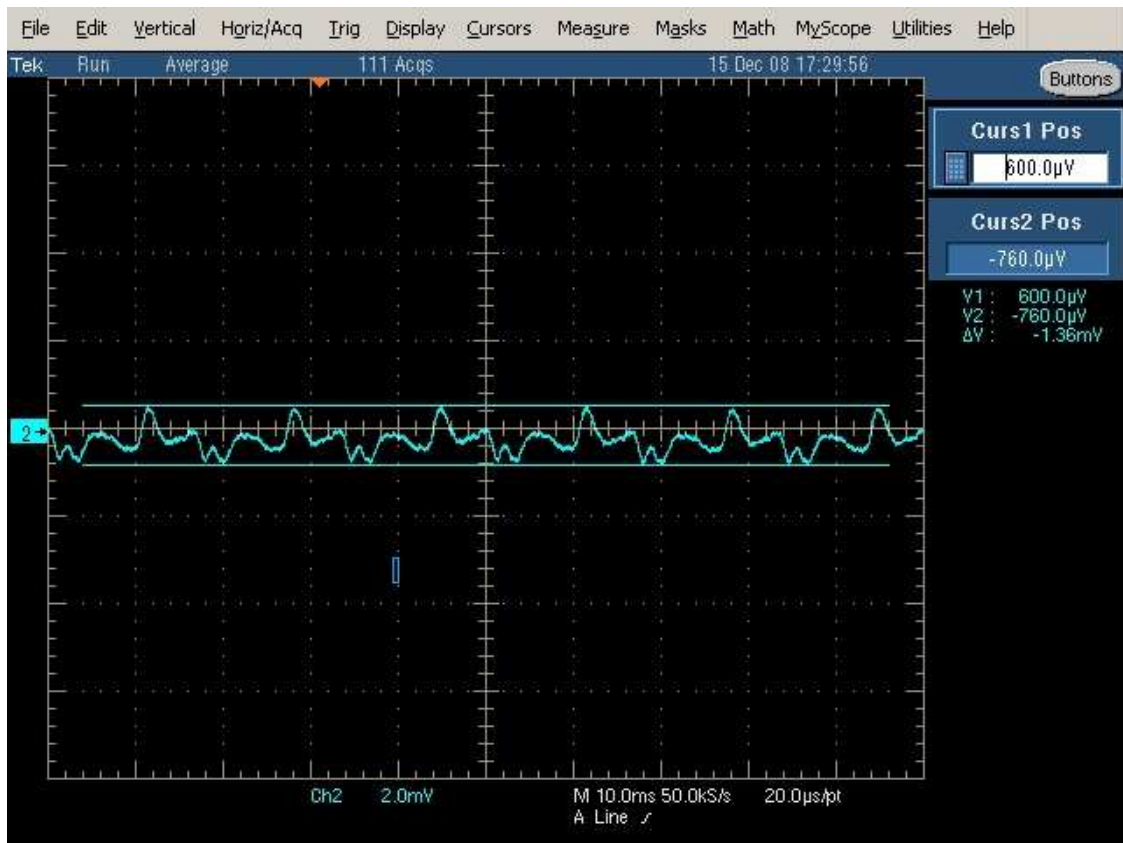 File Edit Vertical Horiz/Acq Trig Display Cursors Measure Masks Math MyScope Utilities Help
Tek Run Average 111 Acqs 15 Dec 08 17:29:56
Buttons
Curs1 Pos
600.0µV
Curs2 Pos
-760.0µV
V1 : 600.0µV
V2 : -760.0µV
ΔV : -1.36mV
2
Ch2 2.0mV M 10.0ms 50.0kS/s 20.0µs/pt
A Line